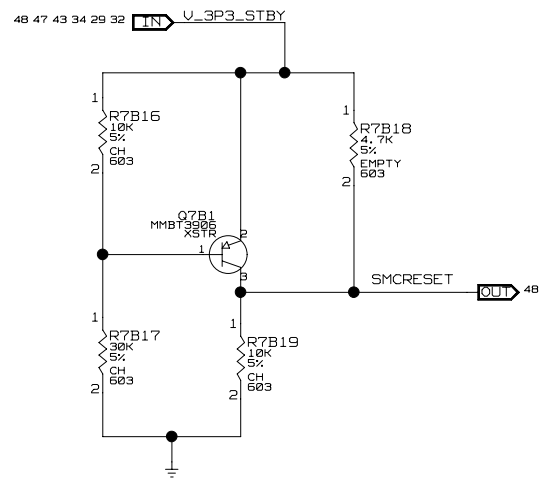 48 47 43 34 29 32 IN V_3P3_STBY
1
R7B16
10K
5%
CH
603
2
1
R7B18
4.7K
5%
EMPTY
603
2
Q7B1
MMBT3906
XSTR
1
2
3
SMCRESET
OUT 48
1
R7B17
30K
5%
CH
603
2
1
R7B19
10K
5%
CH
603
2